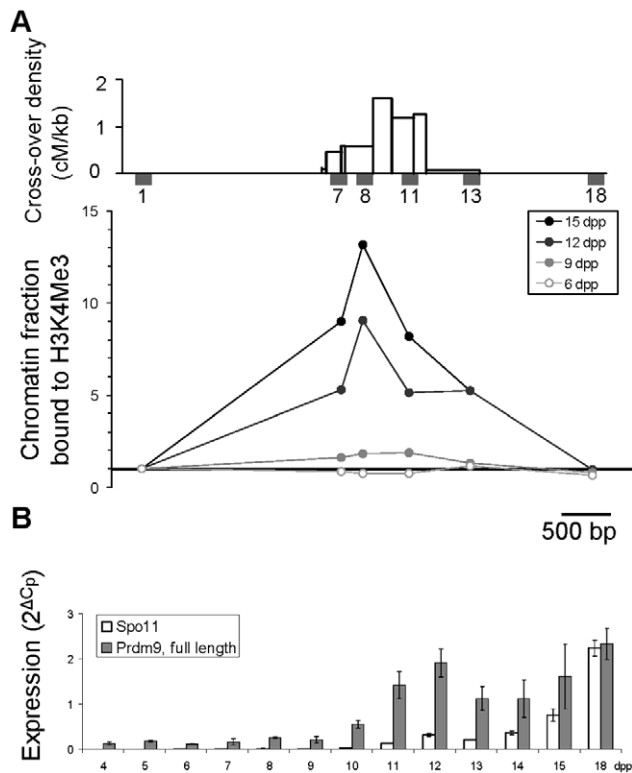 A
Cross-over density
(cM/kb)
2
1
0
1 7 8 11 13 18
Chromatin fraction
bound to H3K4Me3
15
10
5
0
15 dpp
12 dpp
9 dpp
6 dpp
500 bp
B
Expression (2^ΔCp)
3
2
1
0
Spo11
Prdm9, full length
4 5 6 7 8 9 10 11 12 13 14 15 18 dpp